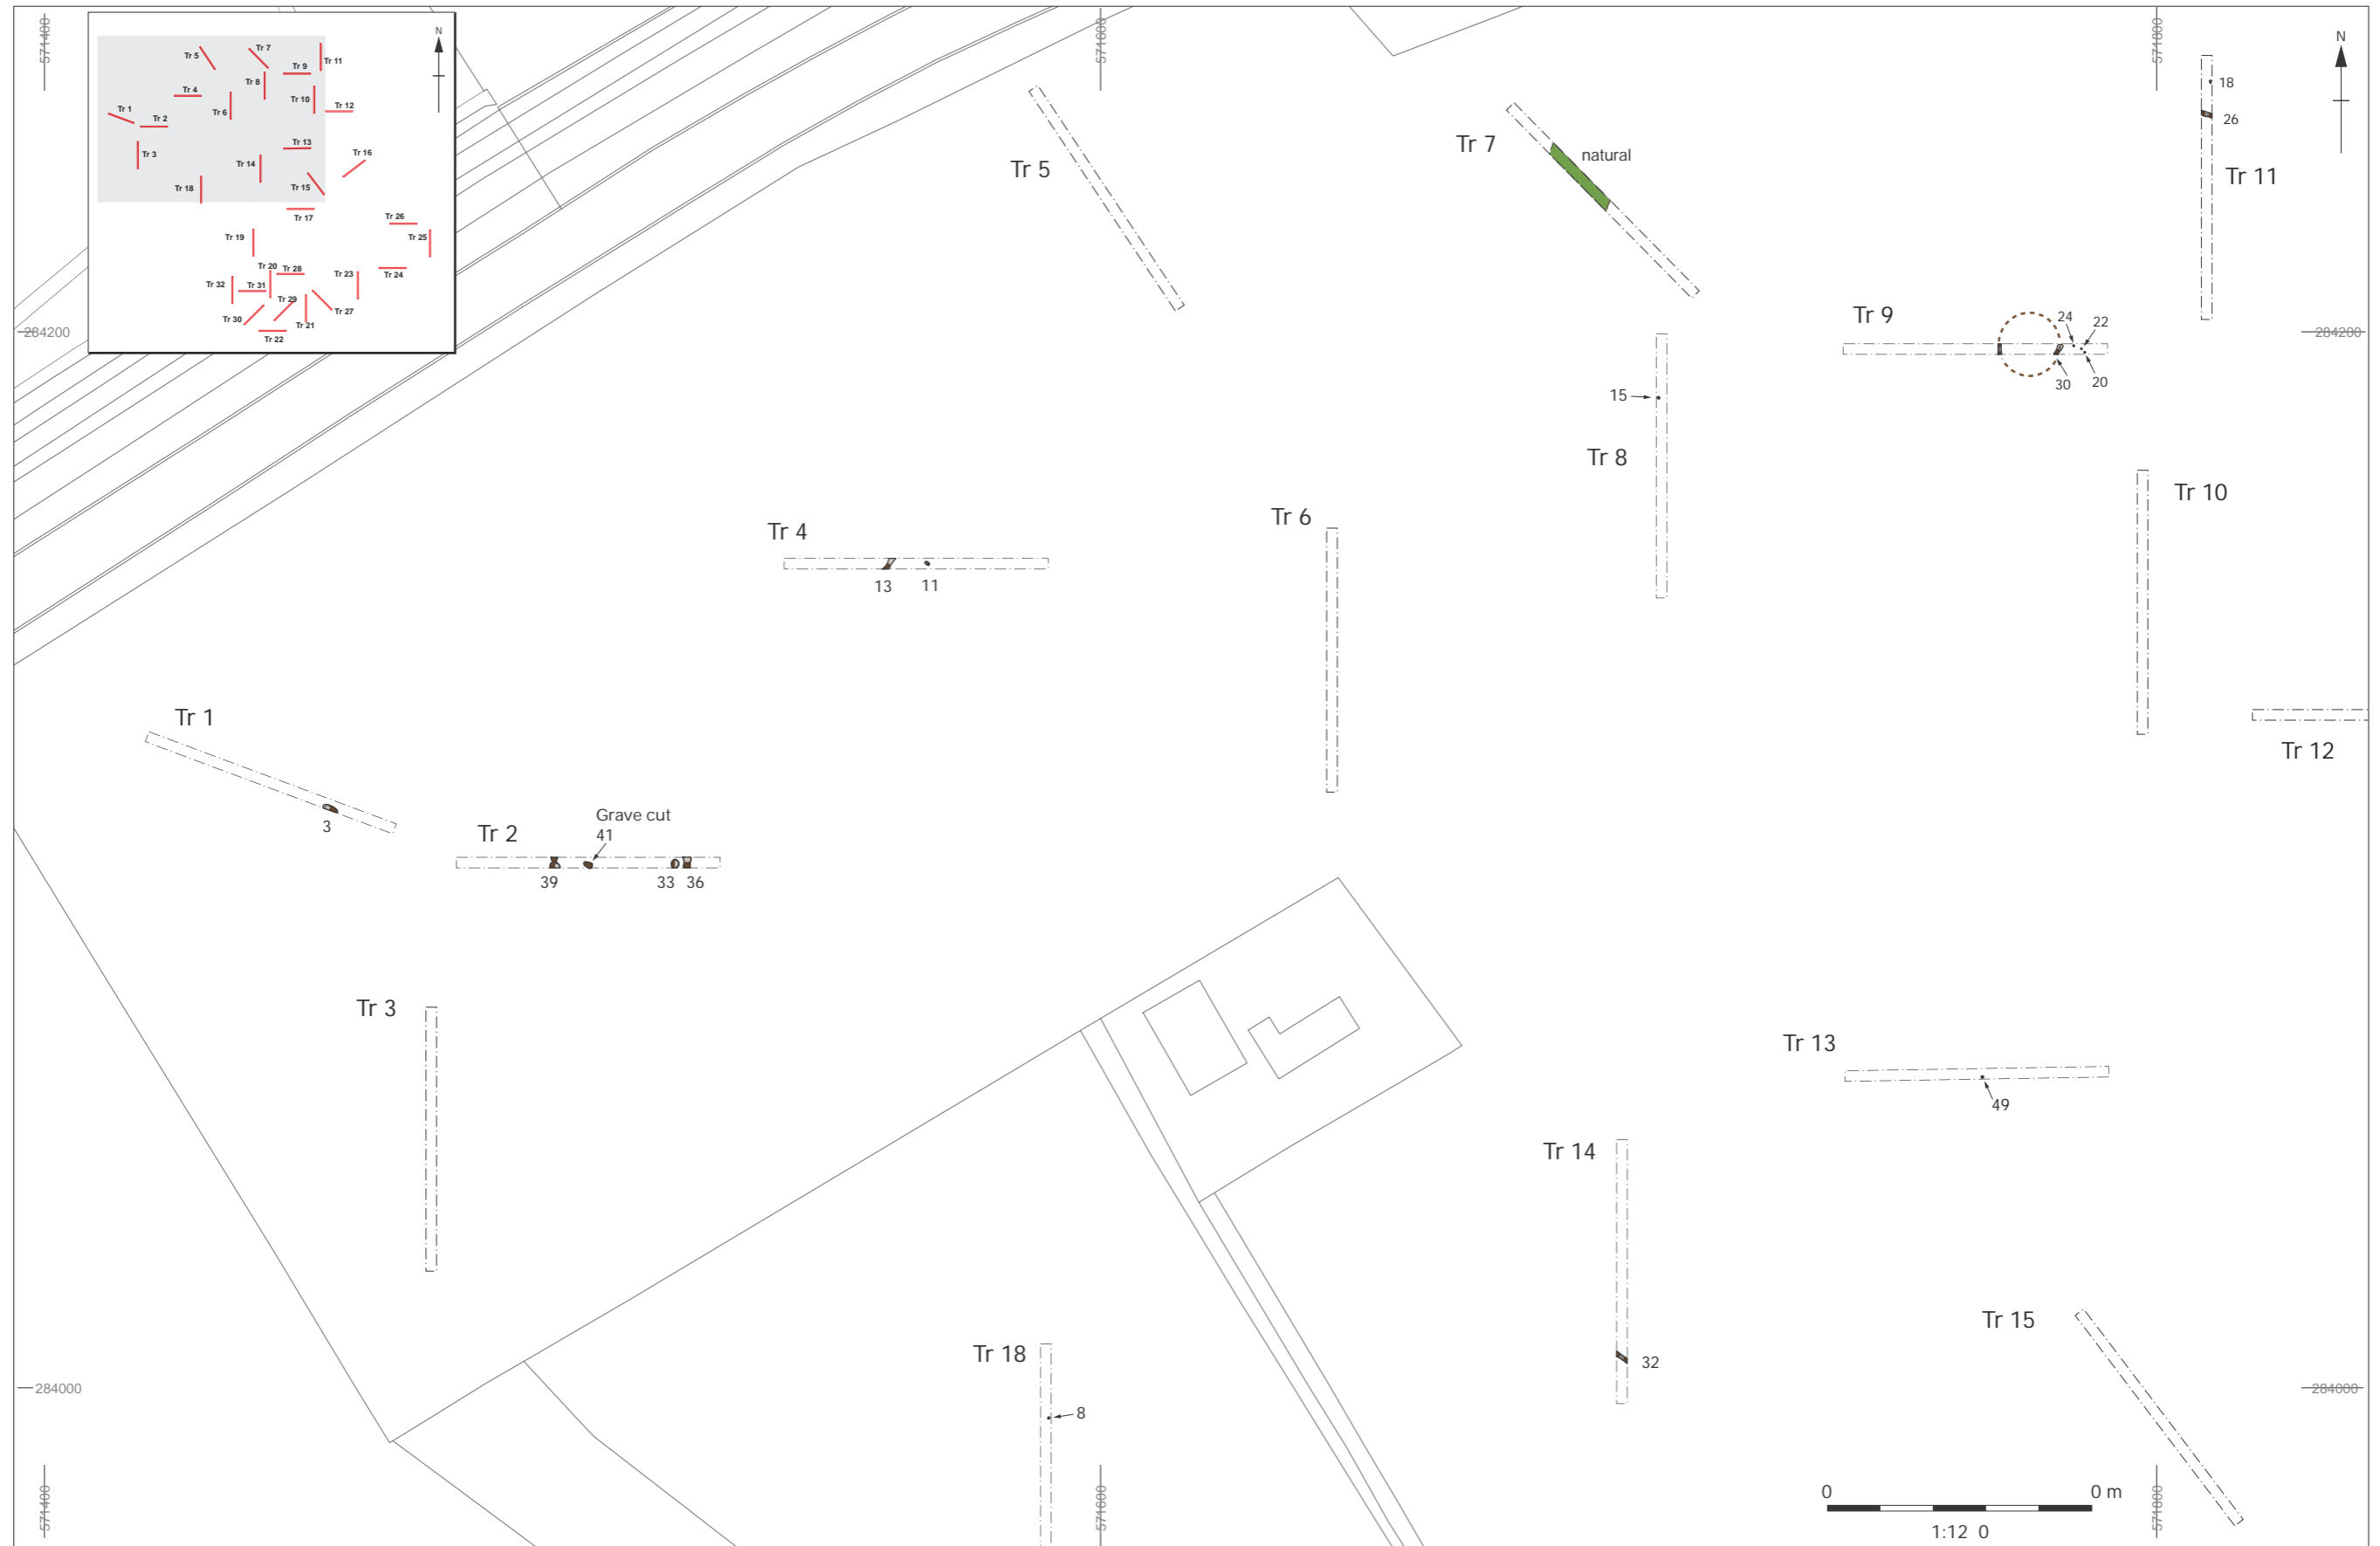 571400
571600
571800
N
Tr 5
Tr 7
Tr 11
Tr 9
Tr 8
Tr 4
Tr 10
Tr 6
Tr 12
Tr 1
Tr 2
Tr 13
Tr 3
Tr 14
Tr 16
Tr 18
Tr 15
Tr 17
Tr 26
Tr 19
Tr 25
Tr 20
Tr 28
Tr 23
Tr 24
Tr 32
Tr 31
Tr 29
Tr 30
Tr 27
Tr 21
Tr 22
N
18
26
Tr 7
natural
Tr 5
Tr 11
284200
Tr 9
24
22
284200
30
20
15
Tr 8
Tr 10
Tr 6
Tr 4
13
11
Tr 1
Tr 12
3
Grave cut
41
Tr 2
39
33
36
Tr 3
Tr 13
49
Tr 14
Tr 15
Tr 18
32
284000
284000
8
0
0 m
1:12 0
571400
571600
571800